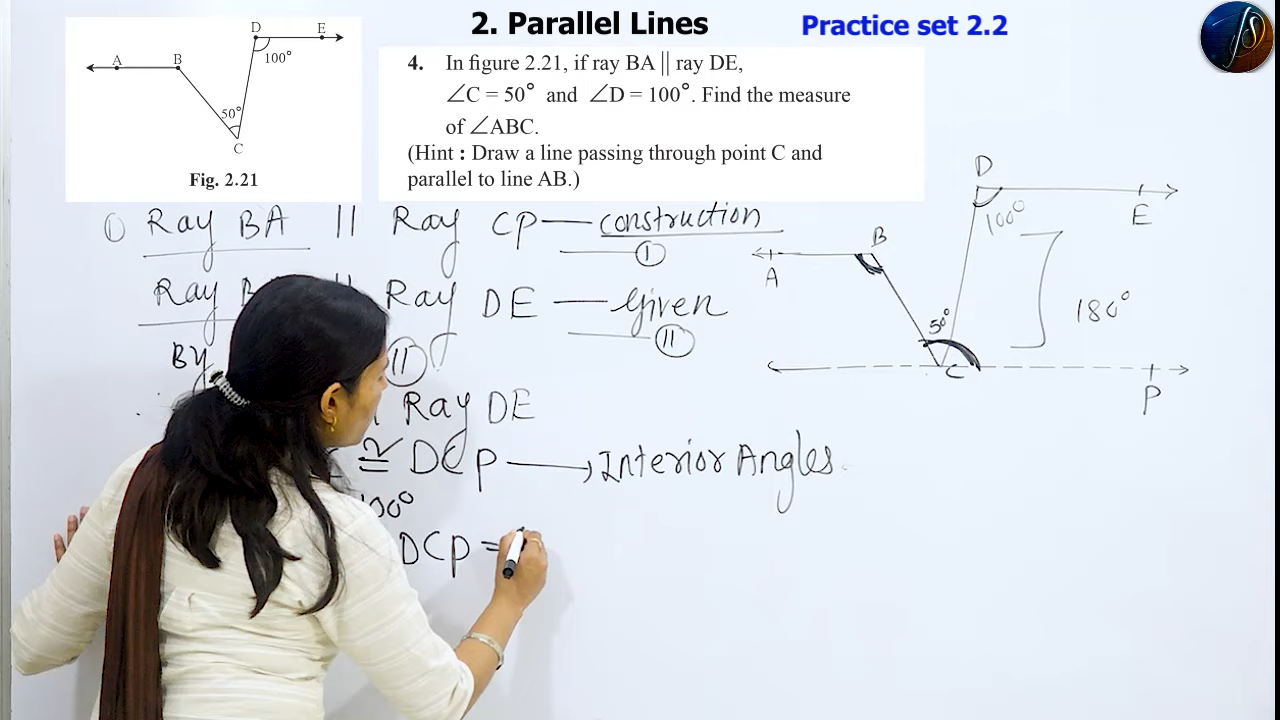 2. Parallel Lines
Practice set 2.2
A
B
D
E
100°
50°
C
Fig. 2.21
4. In figure 2.21, if ray BA || ray DE,
∠C = 50° and ∠D = 100°. Find the measure
of ∠ABC.
(Hint : Draw a line passing through point C and
parallel to line AB.)
① Ray BA || Ray CP — construction
Ⓘ
Ray || Ray DE — Given
Ⓘⓘ
By II
Ray DE
≅ DCP → Interior Angles.
100°
DCP =
D
100°
E
B
A
50°
180°
C
P